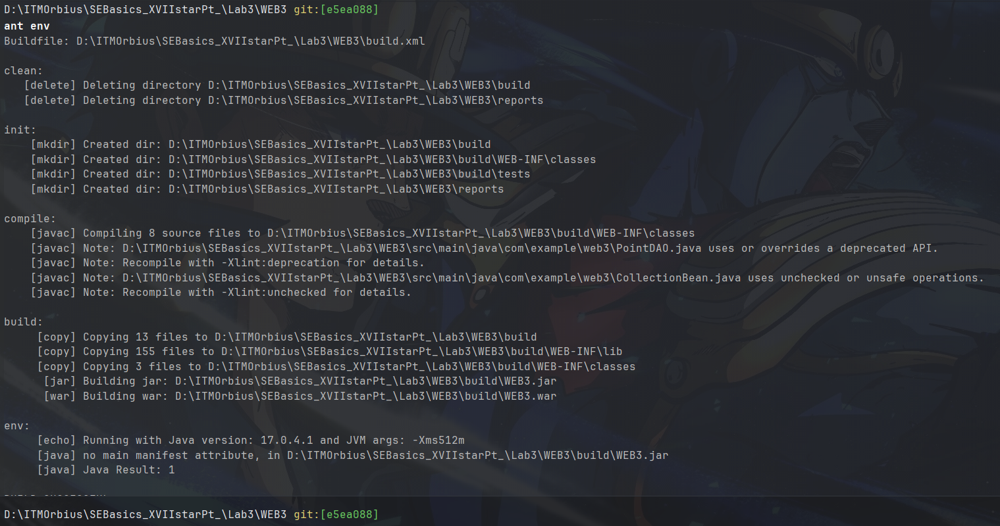 D:\ITMOrbius\SEBasics_XVIIstarPt_\Lab3\WEB3 git:[e5ea088]
ant env
Buildfile: D:\ITMOrbius\SEBasics_XVIIstarPt_\Lab3\WEB3\build.xml
clean:
[delete] Deleting directory D:\ITMOrbius\SEBasics_XVIIstarPt_\Lab3\WEB3\build
[delete] Deleting directory D:\ITMOrbius\SEBasics_XVIIstarPt_\Lab3\WEB3\reports
init:
[mkdir] Created dir: D:\ITMOrbius\SEBasics_XVIIstarPt_\Lab3\WEB3\build
[mkdir] Created dir: D:\ITMOrbius\SEBasics_XVIIstarPt_\Lab3\WEB3\build\WEB-INF\classes
[mkdir] Created dir: D:\ITMOrbius\SEBasics_XVIIstarPt_\Lab3\WEB3\build\tests
[mkdir] Created dir: D:\ITMOrbius\SEBasics_XVIIstarPt_\Lab3\WEB3\reports
compile:
[javac] Compiling 8 source files to D:\ITMOrbius\SEBasics_XVIIstarPt_\Lab3\WEB3\build\WEB-INF\classes
[javac] Note: D:\ITMOrbius\SEBasics_XVIIstarPt_\Lab3\WEB3\src\main\java\com\example\web3\PointDAO.java uses or overrides a deprecated API.
[javac] Note: Recompile with -Xlint:deprecation for details.
[javac] Note: D:\ITMOrbius\SEBasics_XVIIstarPt_\Lab3\WEB3\src\main\java\com\example\web3\CollectionBean.java uses unchecked or unsafe operations.
[javac] Note: Recompile with -Xlint:unchecked for details.
build:
[copy] Copying 13 files to D:\ITMOrbius\SEBasics_XVIIstarPt_\Lab3\WEB3\build
[copy] Copying 155 files to D:\ITMOrbius\SEBasics_XVIIstarPt_\Lab3\WEB3\build\WEB-INF\lib
[copy] Copying 3 files to D:\ITMOrbius\SEBasics_XVIIstarPt_\Lab3\WEB3\build\WEB-INF\classes
[jar] Building jar: D:\ITMOrbius\SEBasics_XVIIstarPt_\Lab3\WEB3\build\WEB3.jar
[war] Building war: D:\ITMOrbius\SEBasics_XVIIstarPt_\Lab3\WEB3\build\WEB3.war
env:
[echo] Running with Java version: 17.0.4.1 and JVM args: -Xms512m
[java] no main manifest attribute, in D:\ITMOrbius\SEBasics_XVIIstarPt_\Lab3\WEB3\build\WEB3.jar
[java] Java Result: 1
D:\ITMOrbius\SEBasics_XVIIstarPt_\Lab3\WEB3 git:[e5ea088]